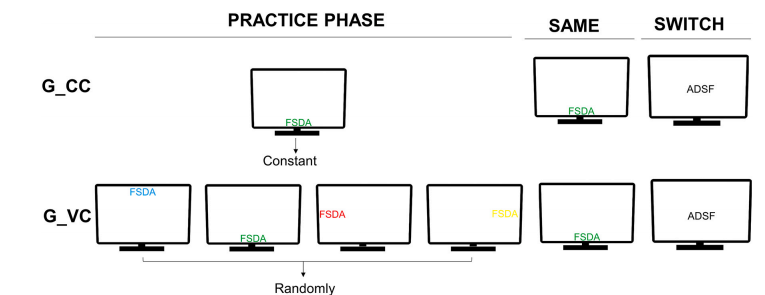 PRACTICE PHASE
SAME
SWITCH
G_CC
FSDA
Constant
FSDA
ADSF
G_VC
FSDA
FSDA
FSDA
FSDA
FSDA
ADSF
Randomly